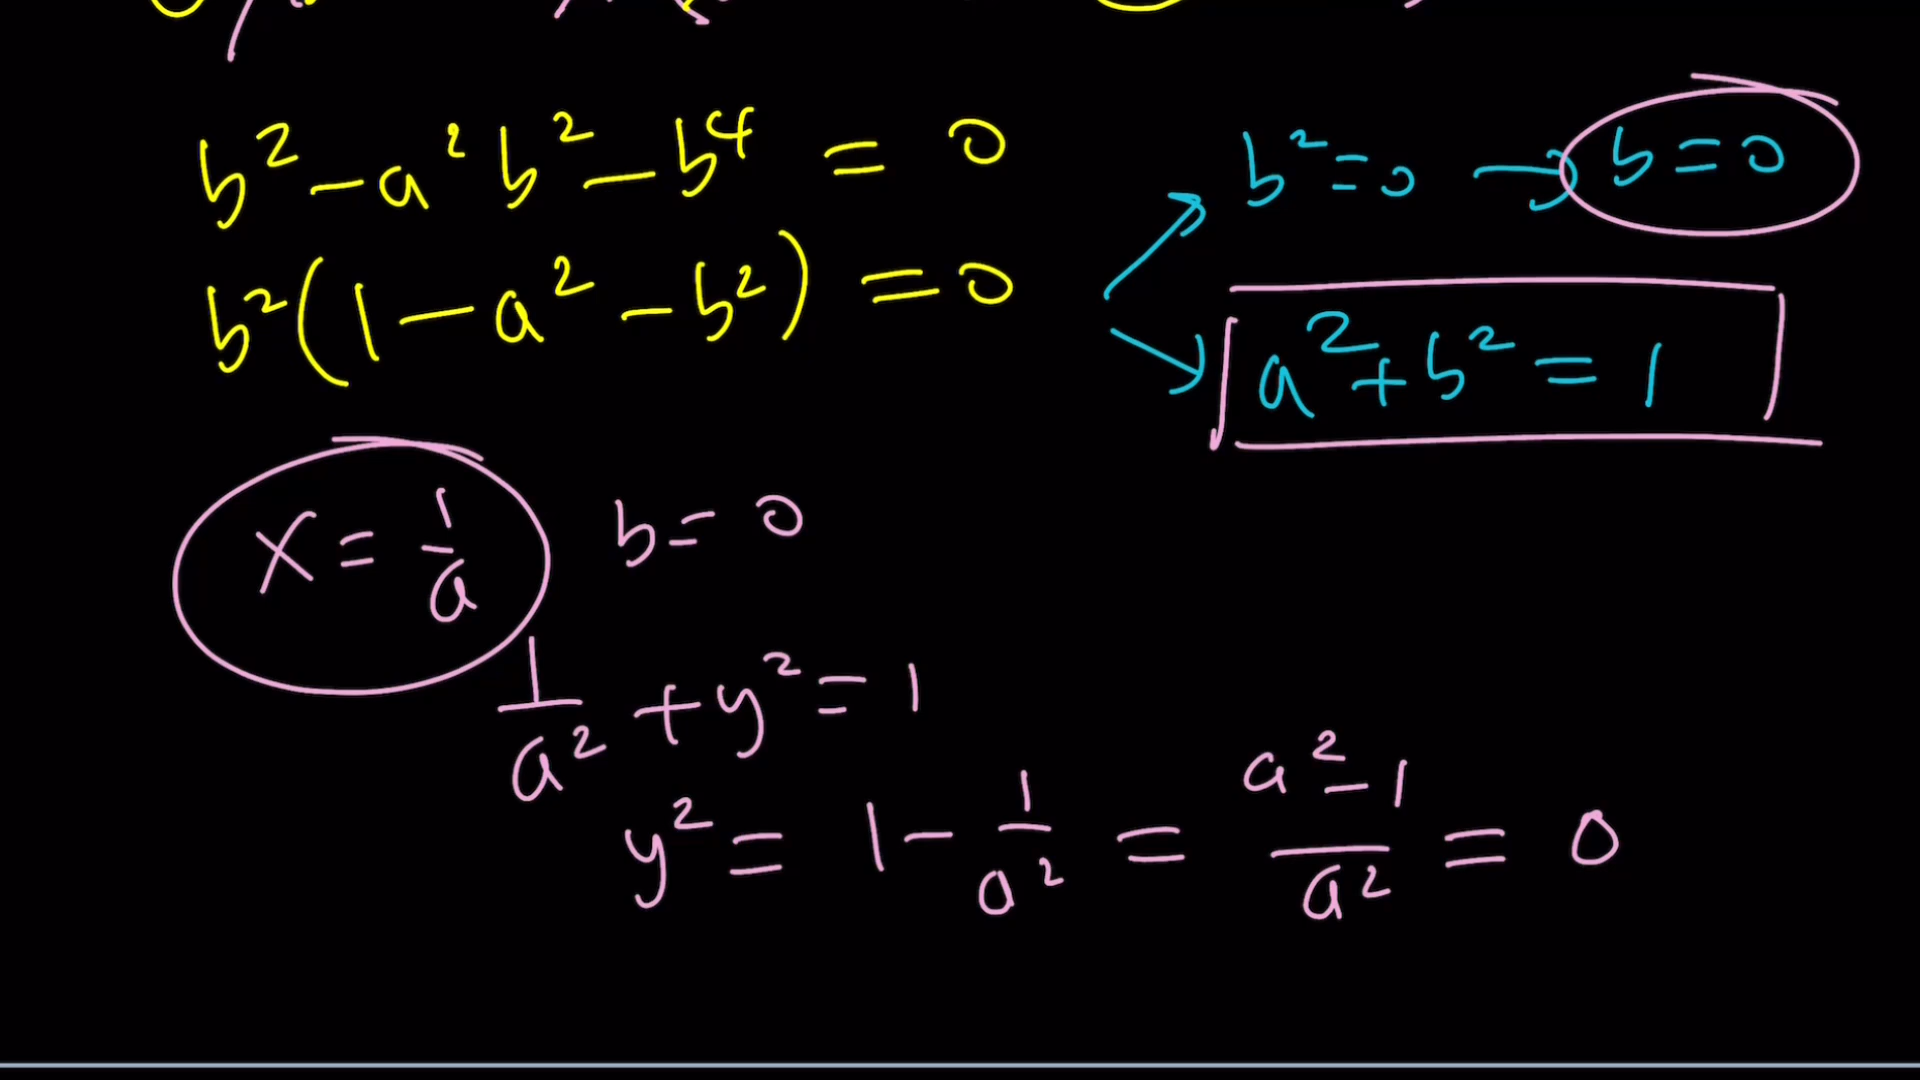 b² - a²b² - b⁴ = 0
b²(1 - a² - b²) = 0
b² = 0 → b = 0
a² + b² = 1
x = 1/a
b = 0
1/a² + y² = 1
y² = 1 - 1/a² = a² - 1/a² = 0